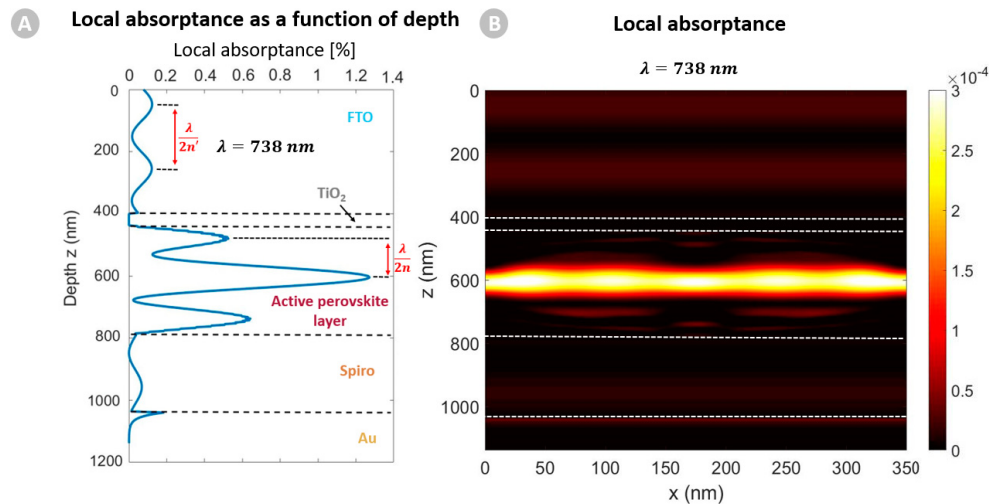 A
Local absorptance as a function of depth
Local absorptance [%]
0 0.2 0.4 0.6 0.8 1 1.2 1.4
0
200
400
600
800
1000
1200
Depth z (nm)
λ/2n'
λ = 738 nm
FTO
TiO₂
λ/2n
Active perovskite
layer
Spiro
Au
B
Local absorptance
λ = 738 nm
0
200
400
600
800
1000
z (nm)
0 50 100 150 200 250 300 350
x (nm)
×10⁻⁴
3
2.5
2
1.5
1
0.5
0